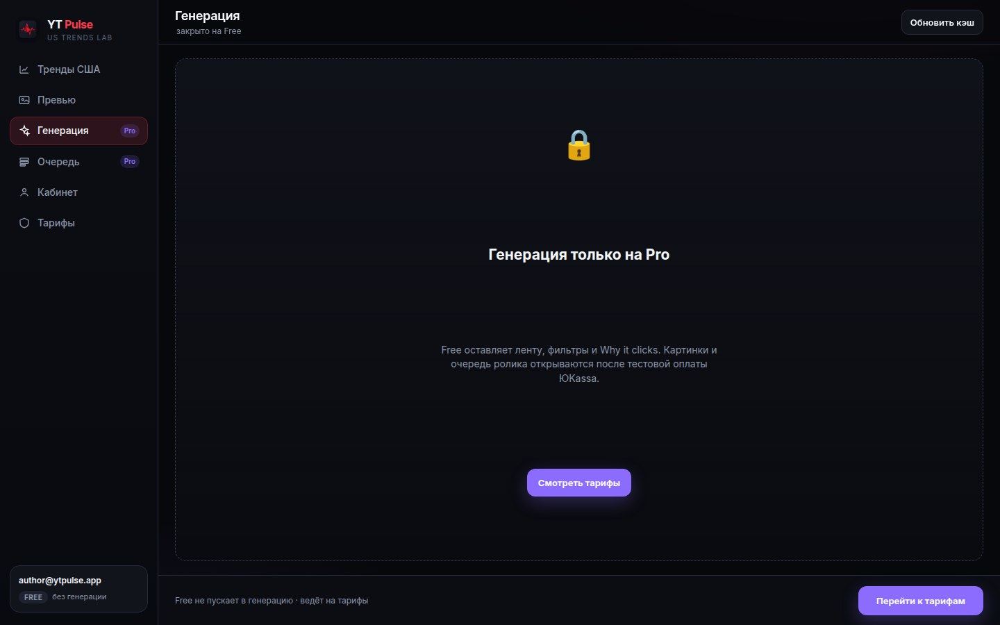 YT Pulse
US TRENDS LAB
Тренды США
Превью
Генерация Pro
Очередь Pro
Кабинет
Тарифы
author@ytpulse.app
FREE без генерации
Генерация
закрыто на Free
Обновить кэш
Генерация только на Pro
Free оставляет ленту, фильтры и Why it clicks. Картинки и
очередь ролика открываются после тестовой оплаты
ЮKassa.
Смотреть тарифы
Free не пускает в генерацию · ведёт на тарифы
Перейти к тарифам